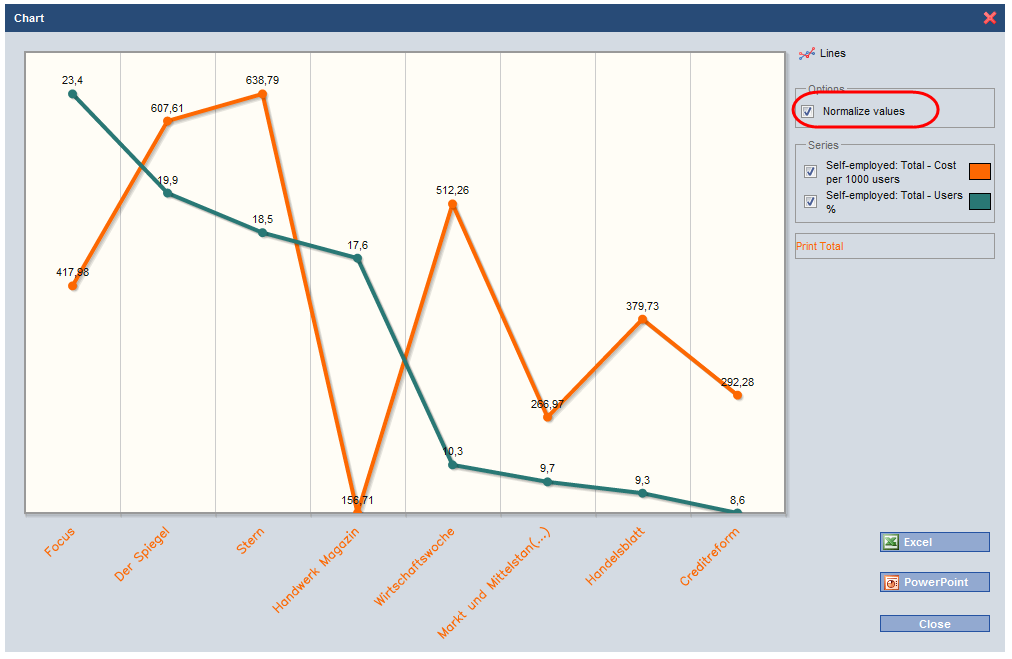 Chart
Lines
Options
Normalize values
Series
Self-employed: Total - Cost
per 1000 users
Self-employed: Total - Users
%
Print Total
23,4
638,79
607,61
19,9
512,26
18,5
17,6
417,98
379,73
292,28
266,97
10,3
9,7
9,3
156,71
8,6
Focus
Der Spiegel
Stern
Handwerk Magazin
Wirtschaftswoche
Markt und Mittelstan(...)
Handelsblatt
Creditreform
Excel
PowerPoint
Close